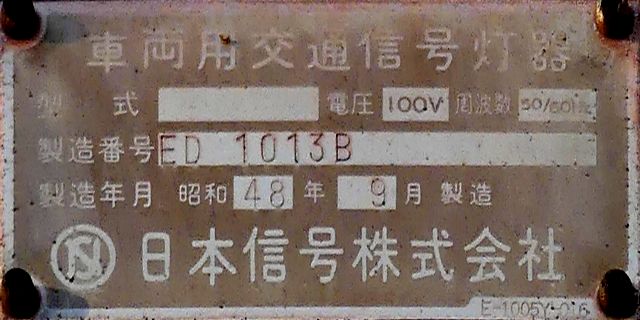 車両用交通信号灯器
型式 電圧 100V 周波数 50/60Hz
製造番号 ED 1013B
製造年月 昭和 48 年 9 月 製造
日本信号株式会社
E-1005Y-016